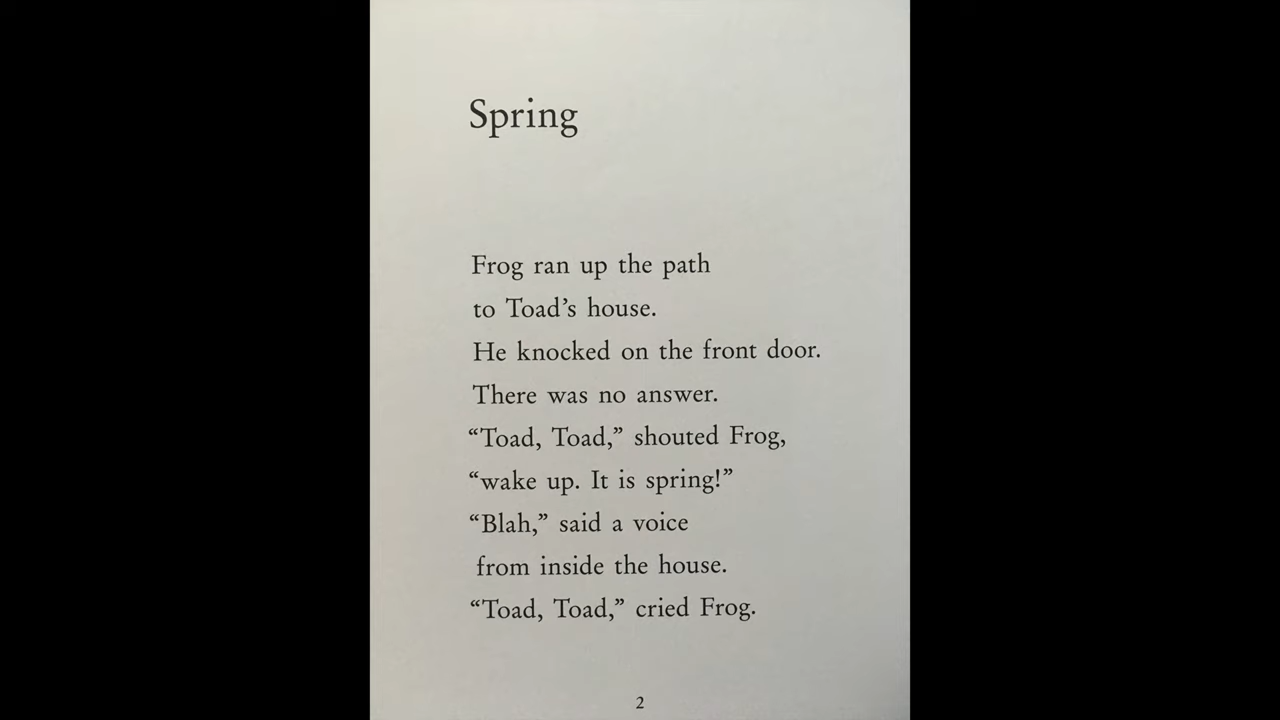 Spring
Frog ran up the path
to Toad’s house.
He knocked on the front door.
There was no answer.
“Toad, Toad,” shouted Frog,
“wake up. It is spring!”
“Blah,” said a voice
from inside the house.
“Toad, Toad,” cried Frog.
2